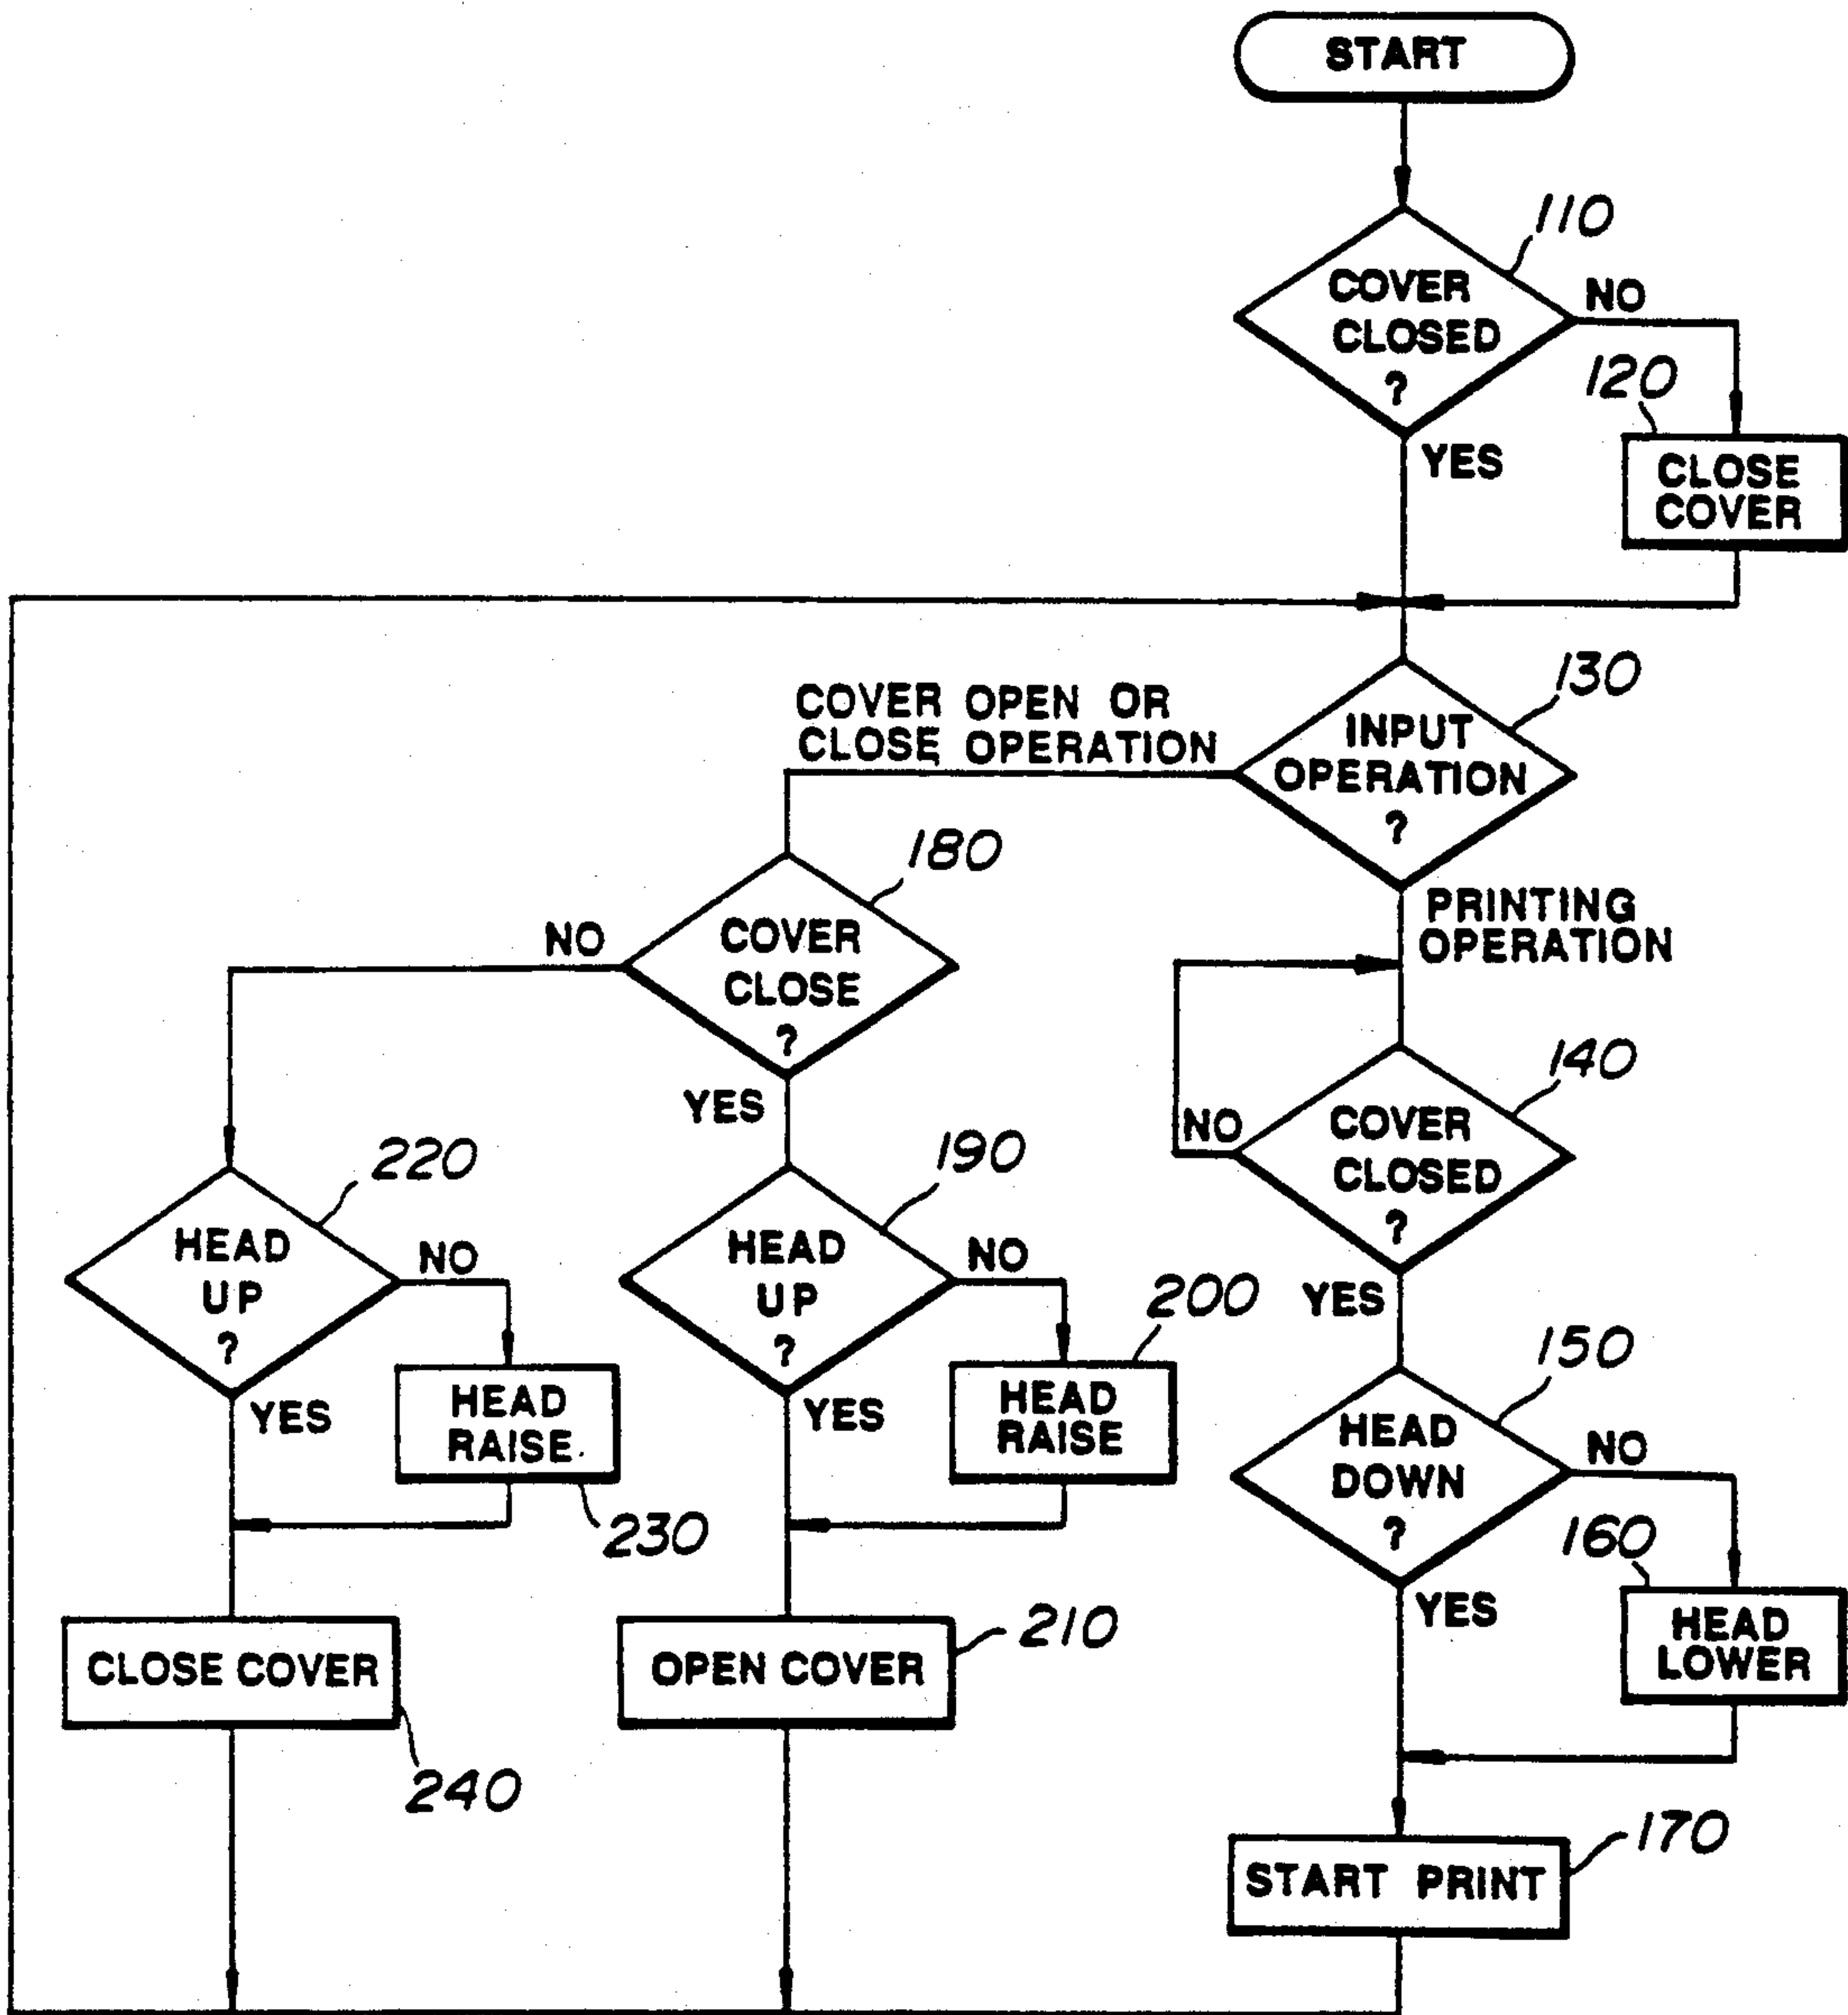 START
110
COVER
CLOSED
?
NO
120
YES
CLOSE
COVER
130
COVER OPEN OR
CLOSE OPERATION
INPUT
OPERATION
?
180
PRINTING
OPERATION
NO
COVER
CLOSE
?
YES
140
NO
COVER
CLOSED
?
YES
220
HEAD
UP
?
NO
YES
HEAD
RAISE
230
190
HEAD
UP
?
NO
200
YES
HEAD
RAISE
150
HEAD
DOWN
?
NO
160
YES
HEAD
LOWER
CLOSE COVER
240
OPEN COVER
210
170
START PRINT